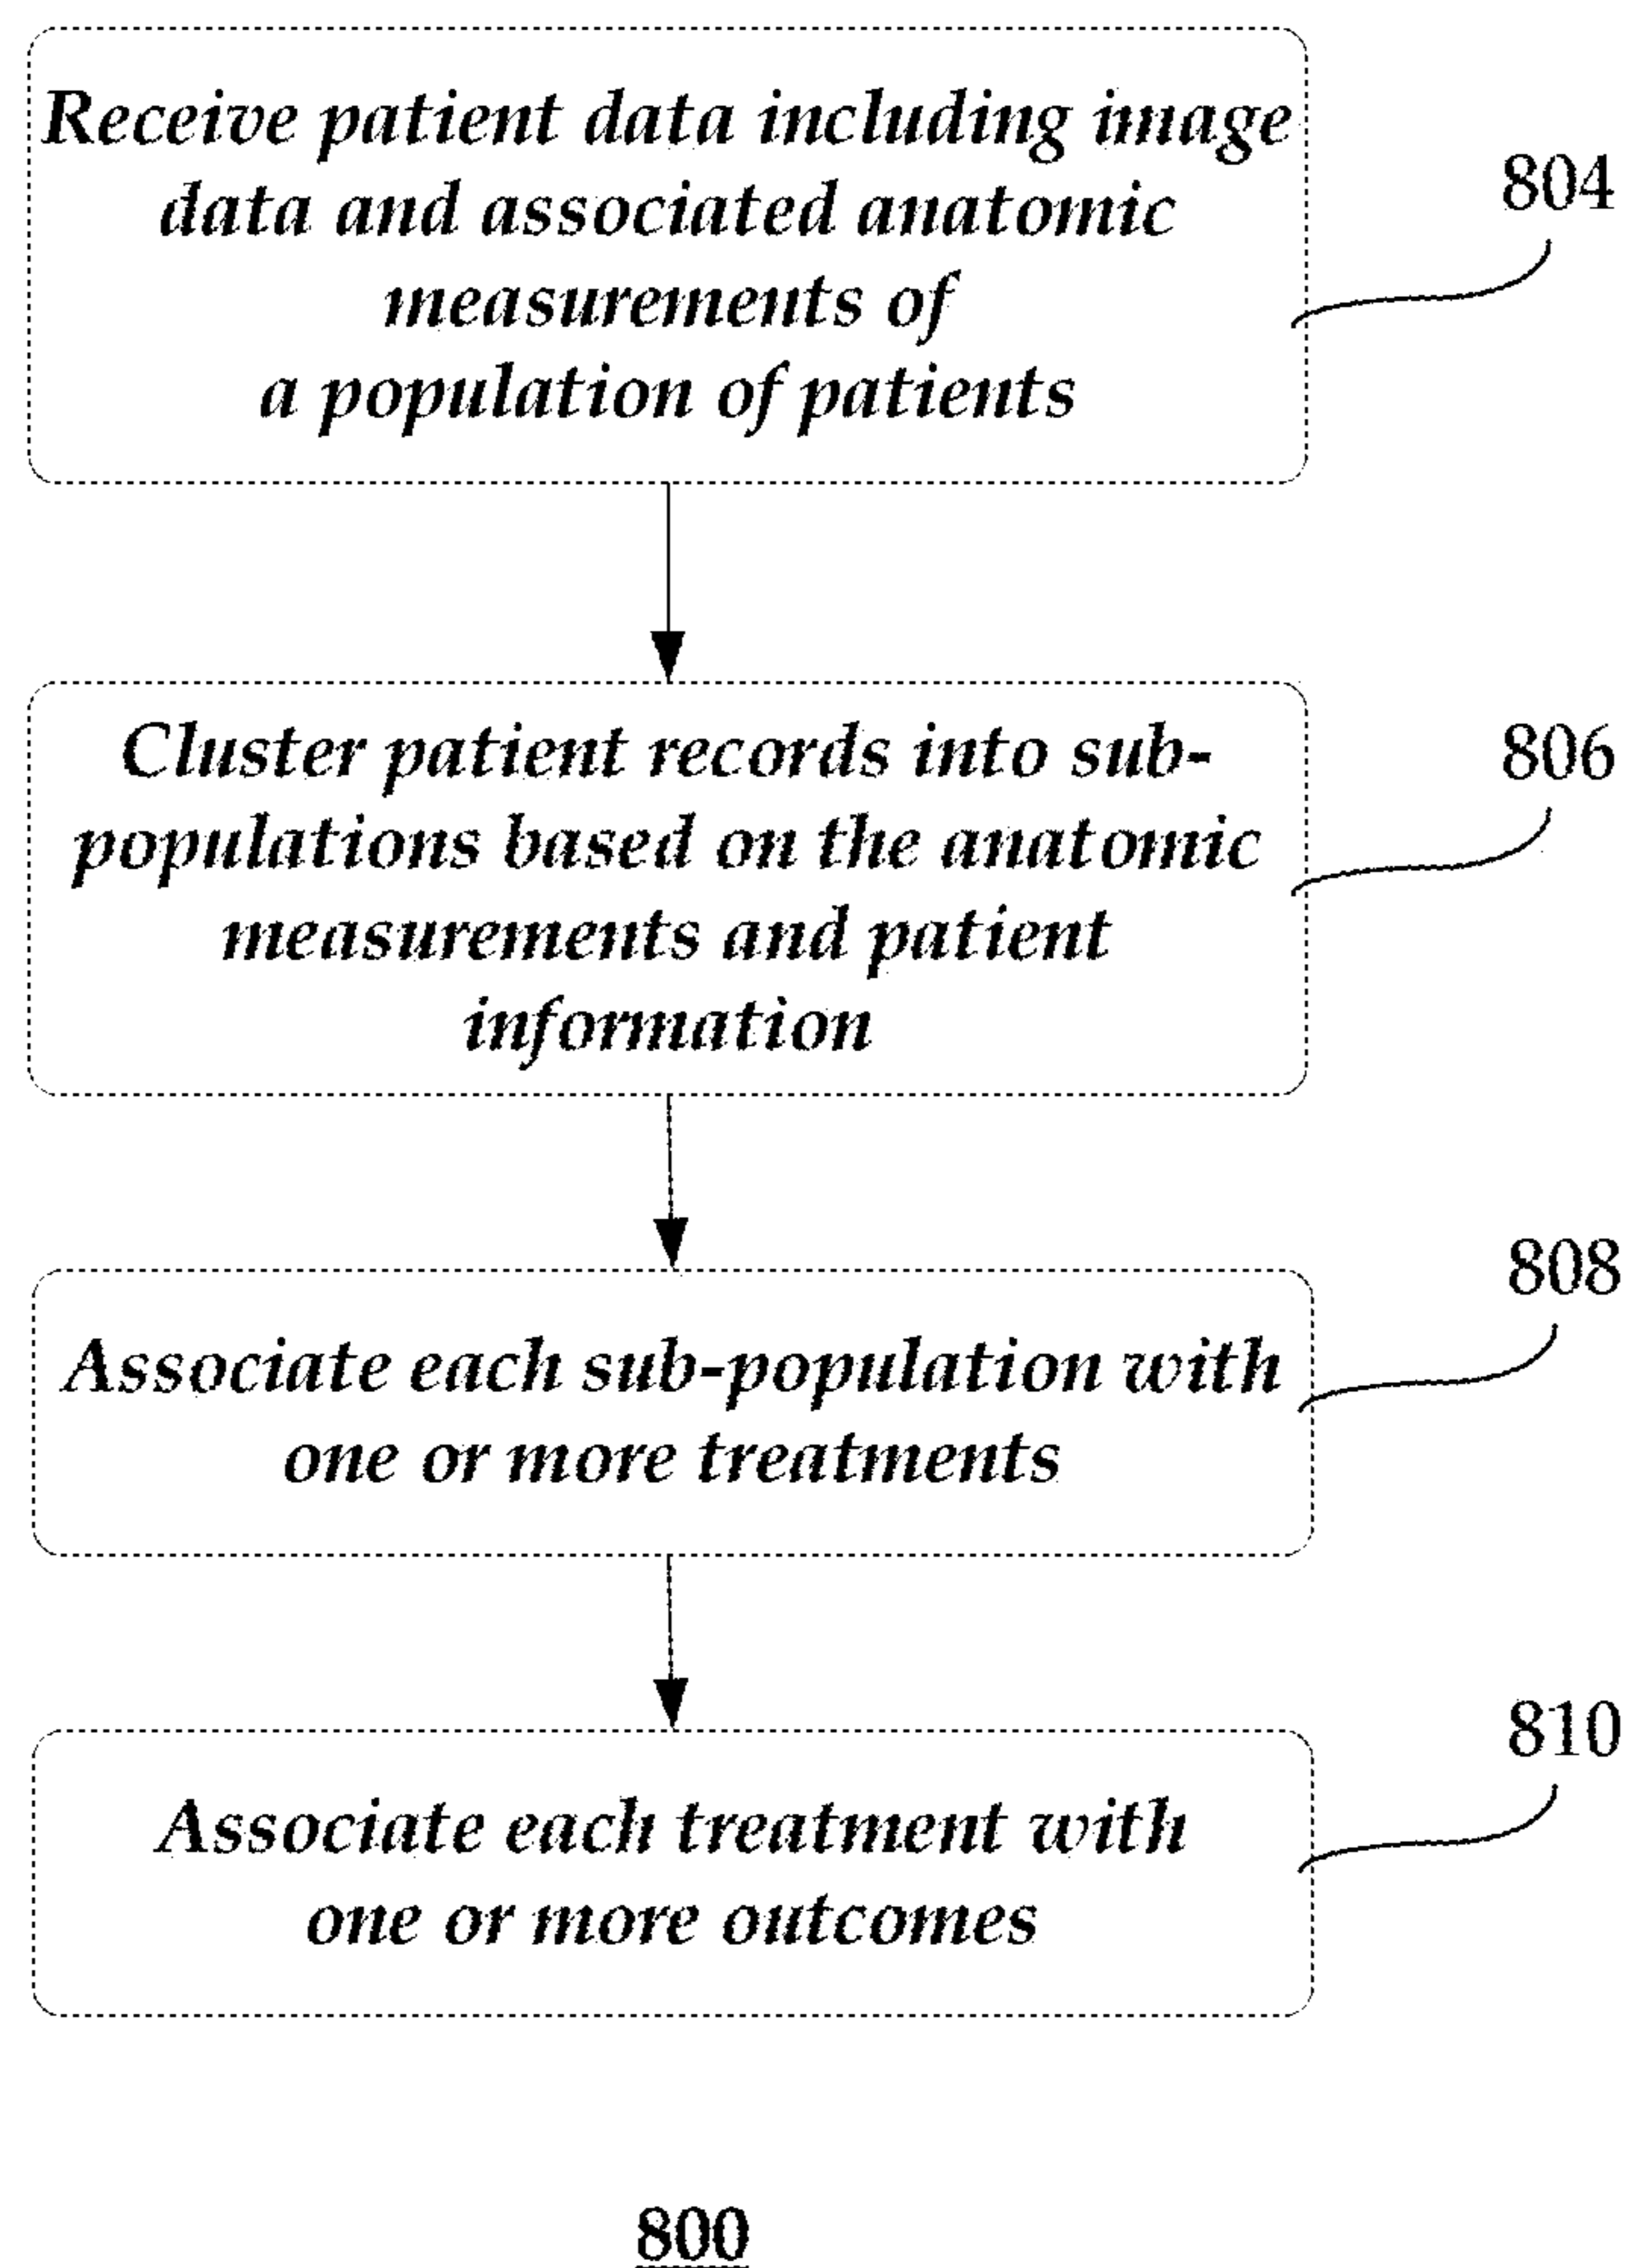 Receive patient data including image
data and associated anatomic
measurements of
a population of patients
804
Cluster patient records into sub-
populations based on the anatomic
measurements and patient
information
806
Associate each sub-population with
one or more treatments
808
Associate each treatment with
one or more outcomes
810
800